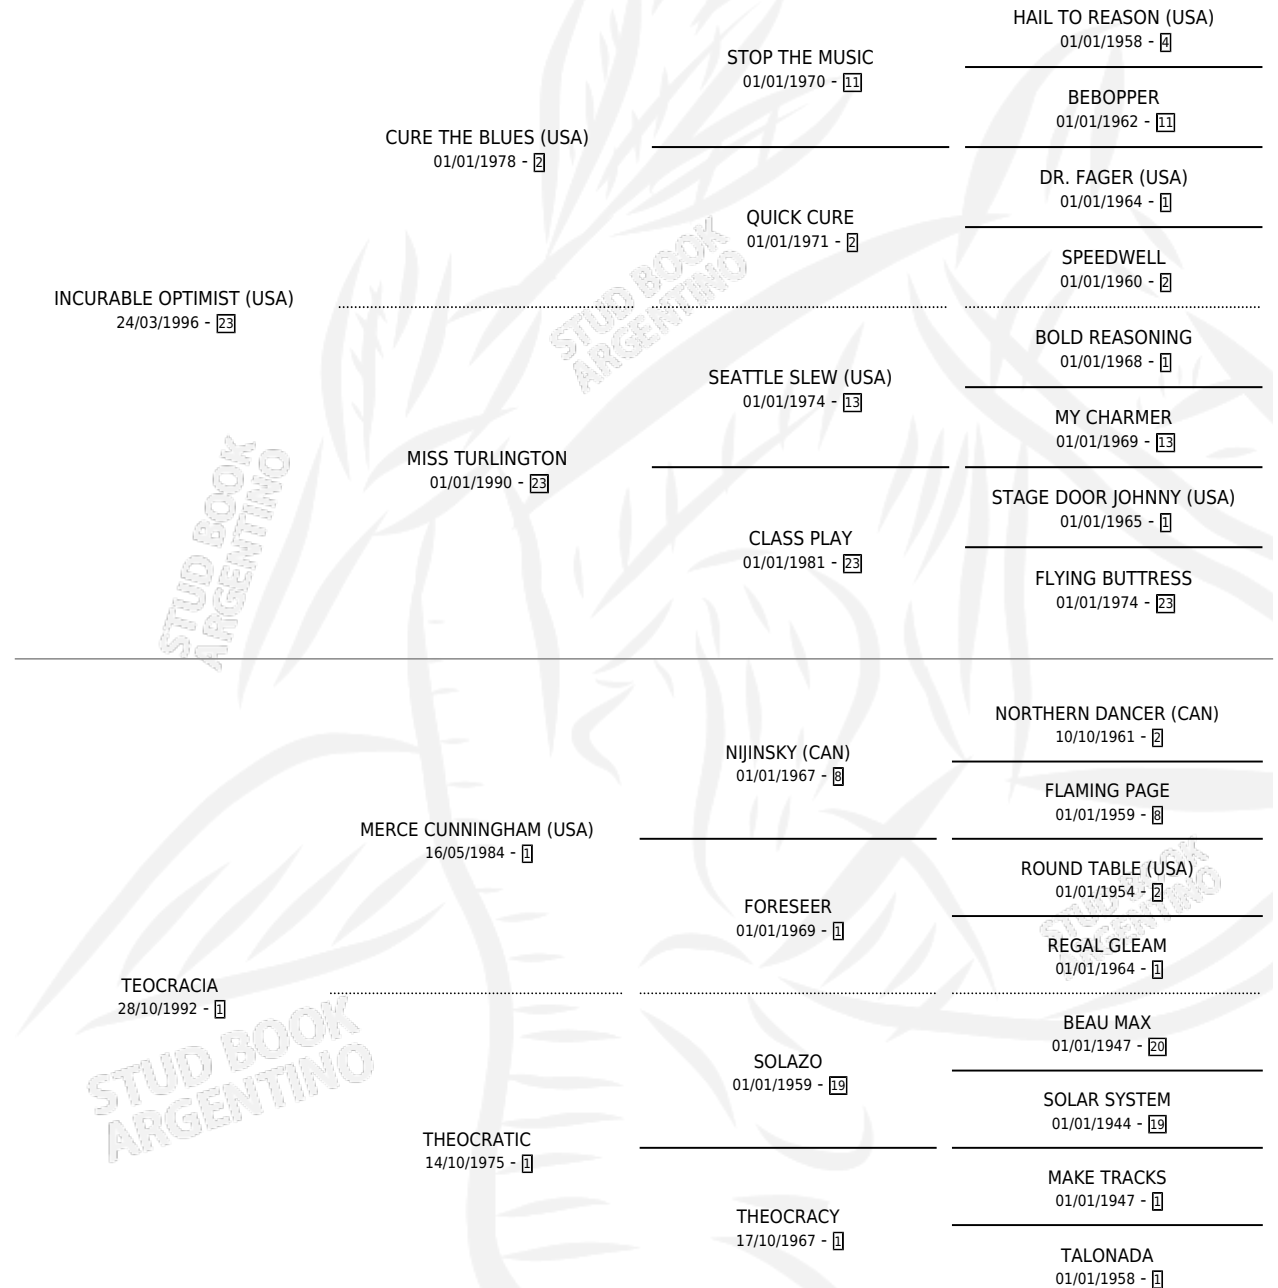 HAIL TO REASON (USA)
01/01/1958 - 4
STOP THE MUSIC
01/01/1970 - 11
BEBOPPER
01/01/1962 - 11
CURE THE BLUES (USA)
01/01/1978 - 2
DR. FAGER (USA)
01/01/1964 - 1
QUICK CURE
01/01/1971 - 2
SPEEDWELL
01/01/1960 - 2
INCURABLE OPTIMIST (USA)
24/03/1996 - 23
BOLD REASONING
01/01/1968 - 1
SEATTLE SLEW (USA)
01/01/1974 - 13
MY CHARMER
01/01/1969 - 13
MISS TURLINGTON
01/01/1990 - 23
STAGE DOOR JOHNNY (USA)
01/01/1965 - 1
CLASS PLAY
01/01/1981 - 23
FLYING BUTTRESS
01/01/1974 - 23
STUD BOOK
ARGENTINO
STUD BOOK
ARGENTINO
NORTHERN DANCER (CAN)
10/10/1961 - 2
NIJINSKY (CAN)
01/01/1967 - 8
FLAMING PAGE
01/01/1959 - 8
MERCE CUNNINGHAM (USA)
16/05/1984 - 1
ROUND TABLE (USA)
01/01/1954 - 2
FORESEER
01/01/1969 - 1
REGAL GLEAM
01/01/1964 - 1
TEOCRACIA
28/10/1992 - 1
BEAU MAX
01/01/1947 - 20
SOLAZO
01/01/1959 - 19
SOLAR SYSTEM
01/01/1944 - 19
THEOCRATIC
14/10/1975 - 1
MAKE TRACKS
01/01/1947 - 1
THEOCRACY
17/10/1967 - 1
TALONADA
01/01/1958 - 1
STUD BOOK
ARGENTINO
STUD BOOK
ARGENTINO